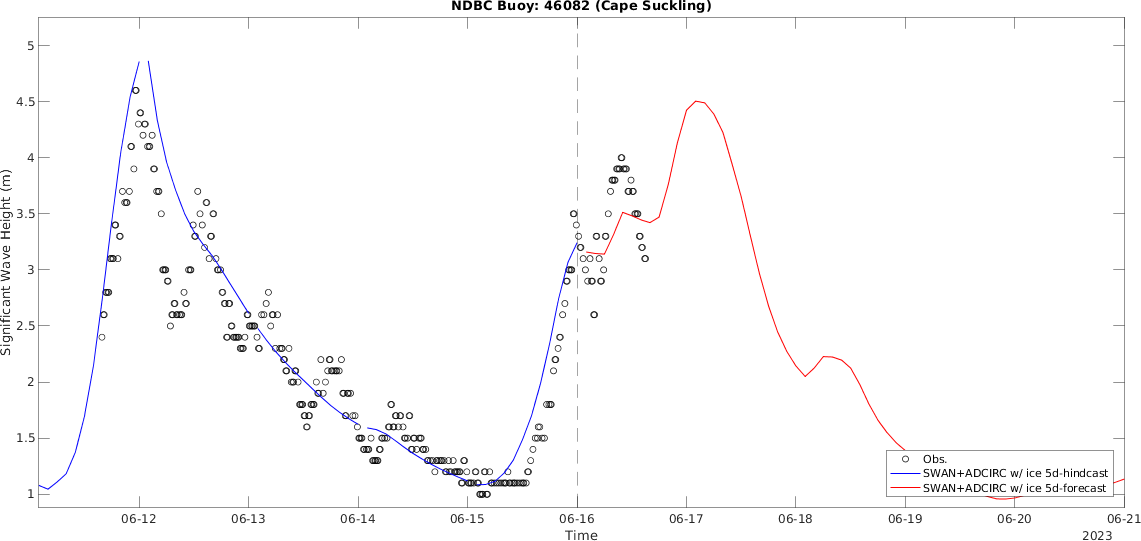 NDBC Buoy: 46082 (Cape Suckling)
5
4.5
4
3.5
3
2.5
2
1.5
1
Significant Wave Height (m)
Obs.
SWAN+ADCIRC w/ ice 5d-hindcast
SWAN+ADCIRC w/ ice 5d-forecast
06-12 06-13 06-14 06-15 06-16 06-17 06-18 06-19 06-20 06-21
Time
2023